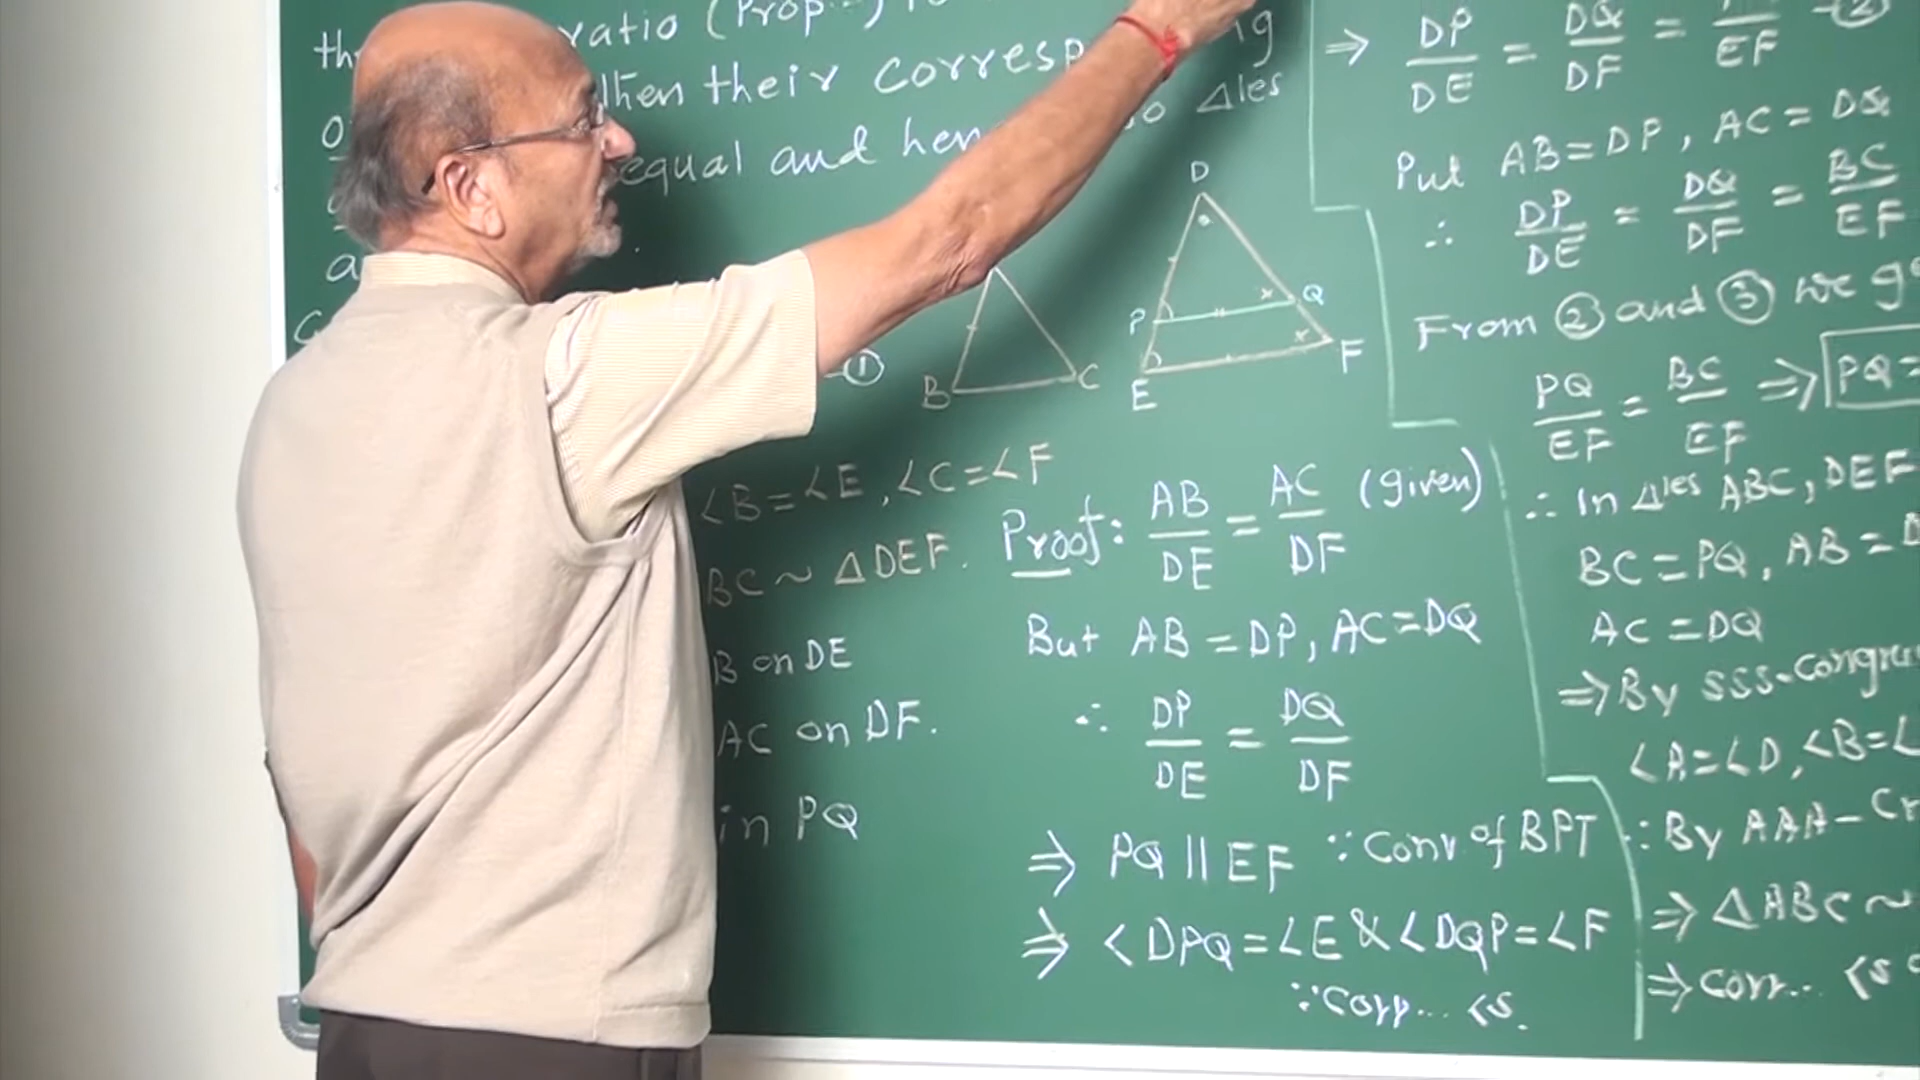 ratio (Prop...)
then their corresp
equal and hen
Δles
①
D
P
Q
E
F
B
C
∠B=∠E, ∠C=∠F
BC ~ ΔDEF.
on DE
AC on DF.
in PQ
Proof: AB/DE = AC/DF (given)
But AB=DP, AC=DQ
∴ DP/DE = DQ/DF
⇒ PQ || EF ∵ Conv of BPT
⇒ <DPQ=∠E & <DQP=∠F
∵ Corr... <s.
⇒ DP/DE = DQ/DF = /EF -②
Put AB=DP, AC=DQ
∴ DP/DE = DQ/DF = BC/EF
From ② and ③ we
PQ/EF = BC/EF ⇒ PQ=
∴ In Δles ABC, DEF
BC=PQ, AB=
AC=DQ
⇒ By SSS-Congru
∠A=∠D, <B=∠
∴ By AAA-Cr
⇒ ΔABC ~
⇒ Corr... <s